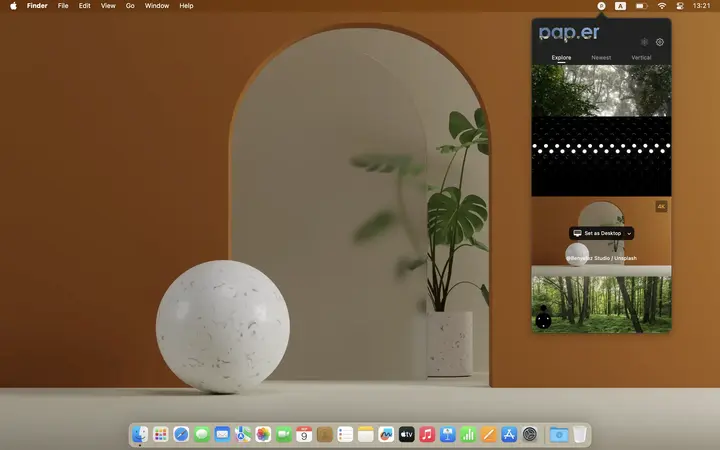 Finder File Edit View Go Window Help
P A 13:21
pap.er
Explore Newest Vertical
4K
Set as Desktop
Studio / Unsplash
9
tv